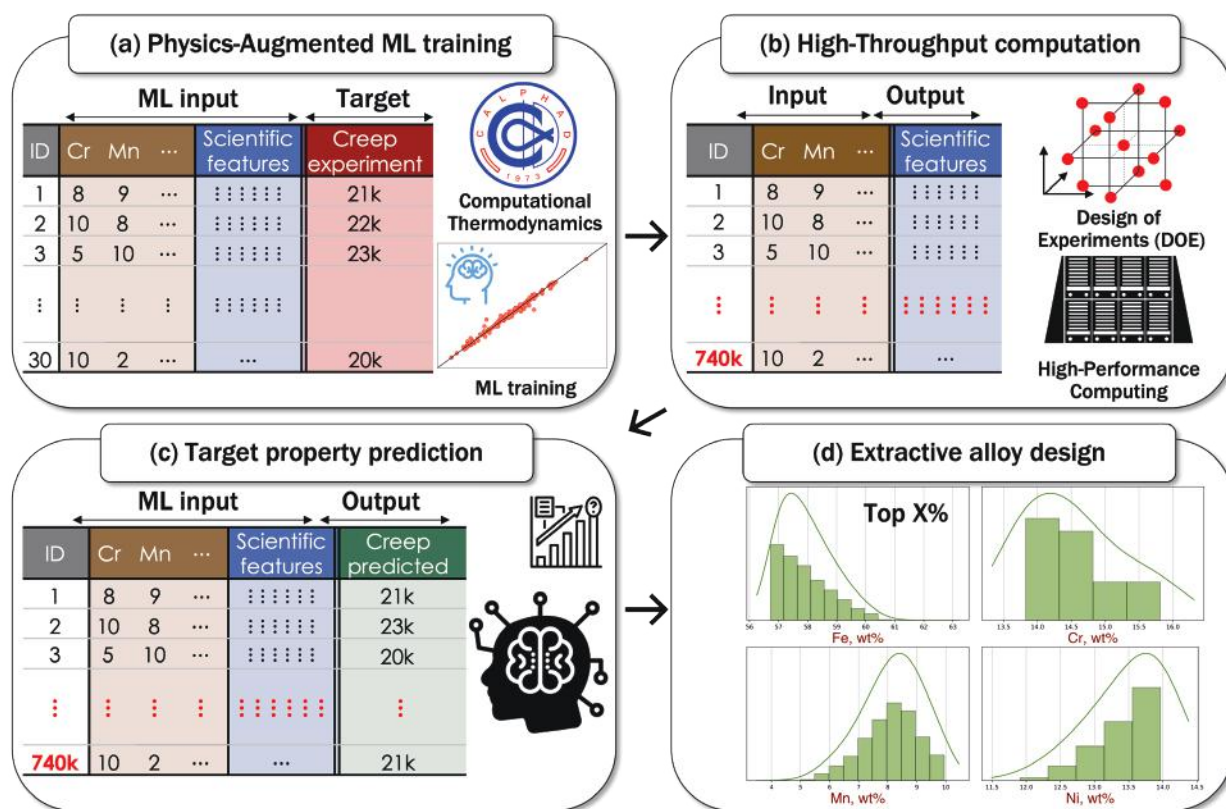 (a) Physics-Augmented ML training
ML input Target
ID Cr Mn ... Scientific features Creep experiment
1 8 9 ... 21k
2 10 8 ... 22k
3 5 10 ... 23k
30 10 2 ... ... 20k
CALPHAD
1973
Computational
Thermodynamics
ML training
(b) High-Throughput computation
Input Output
ID Cr Mn ... Scientific features
1 8 9 ...
2 10 8 ...
3 5 10 ...
740k 10 2 ... ...
Design of
Experiments (DOE)
High-Performance
Computing
(c) Target property prediction
ML input Output
ID Cr Mn ... Scientific features Creep predicted
1 8 9 ... 21k
2 10 8 ... 23k
3 5 10 ... 20k
740k 10 2 ... ... 21k
?
(d) Extractive alloy design
Top X%
56 57 58 59 60 61 62 63
Fe, wt%
13.5 14.0 14.5 15.0 15.5 16.0
Cr, wt%
4 5 6 7 8 9 10
Mn, wt%
11.5 12.0 12.5 13.0 13.5 14.0 14.5
Ni, wt%